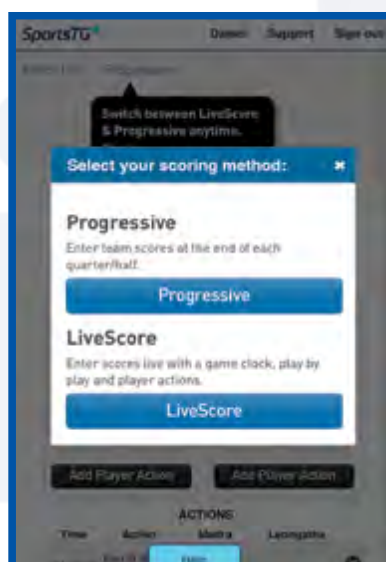 SportsTG
Support Sign out
Switch between LiveScore
& Progressive anytime.
Select your scoring method: ×
Progressive
Enter team scores at the end of each
quarter/half.
Progressive
LiveScore
Enter scores live with a game clock, play by
play and player actions.
LiveScore
Add Player Action Add Player Action
ACTIONS
Time Action